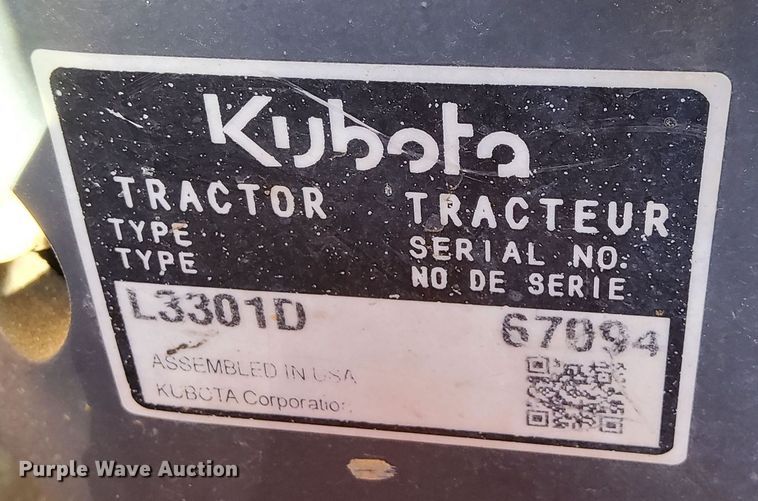 Kubota
TRACTOR TRACTEUR
TYPE SERIAL NO.
TYPE NO DE SERIE
L3301D 67094
ASSEMBLED IN USA
KUBOTA Corporation.
Purple Wave Auction